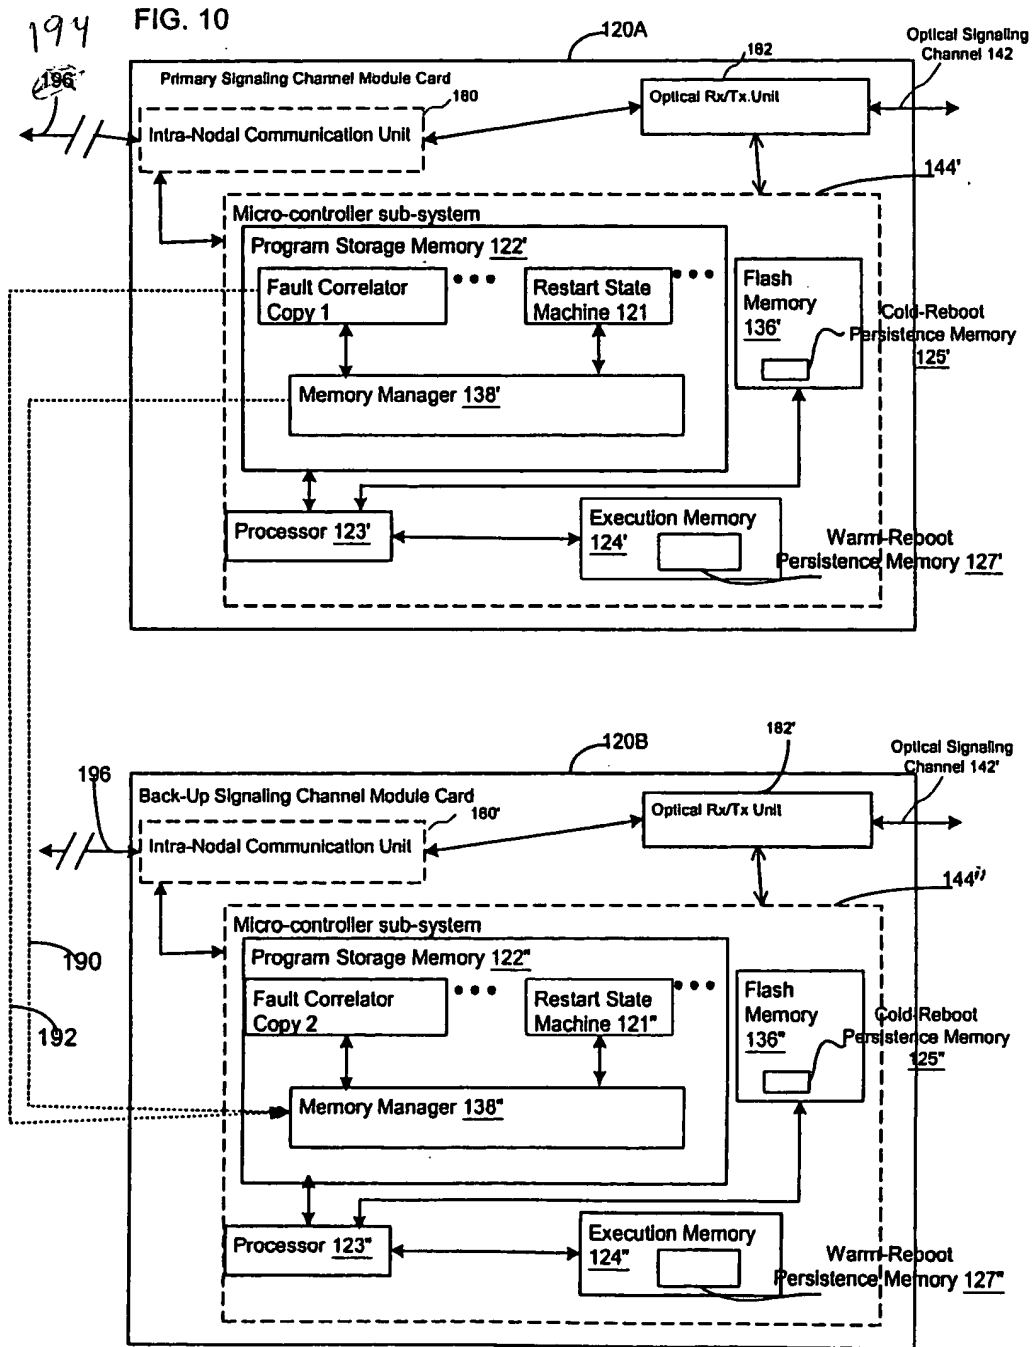 194
FIG. 10
196
120A
182
Optical Signaling
Channel 142
Primary Signaling Channel Module Card
180
Optical Rx/Tx.Unit
Intra-Nodal Communication Unit
144'
Micro-controller sub-system
Program Storage Memory 122'
Fault Correlator
Copy 1
Restart State
Machine 121
Flash
Memory
136'
Cold-Reboot
Persistence Memory
125'
Memory Manager 138'
Processor 123'
Execution Memory
124'
Warm-Reboot
Persistence Memory 127'
120B
182'
Optical Signaling
Channel 142'
196
Back-Up Signaling Channel Module Card
180'
Optical Rx/Tx Unit
Intra-Nodal Communication Unit
144"
Micro-controller sub-system
Program Storage Memory 122"
190
Fault Correlator
Copy 2
Restart State
Machine 121"
Flash
Memory
136"
Cold-Reboot
Persistence Memory
125"
192
Memory Manager 138"
Processor 123"
Execution Memory
124"
Warm-Reboot
Persistence Memory 127"